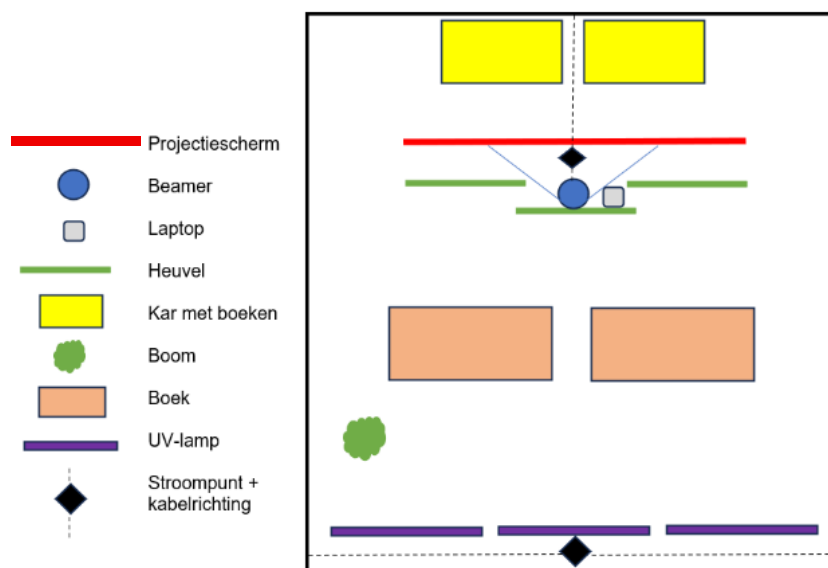 Projectiescherm
Beamer
Laptop
Heuvel
Kar met boeken
Boom
Boek
UV-lamp
Stroompunt +
kabelrichting